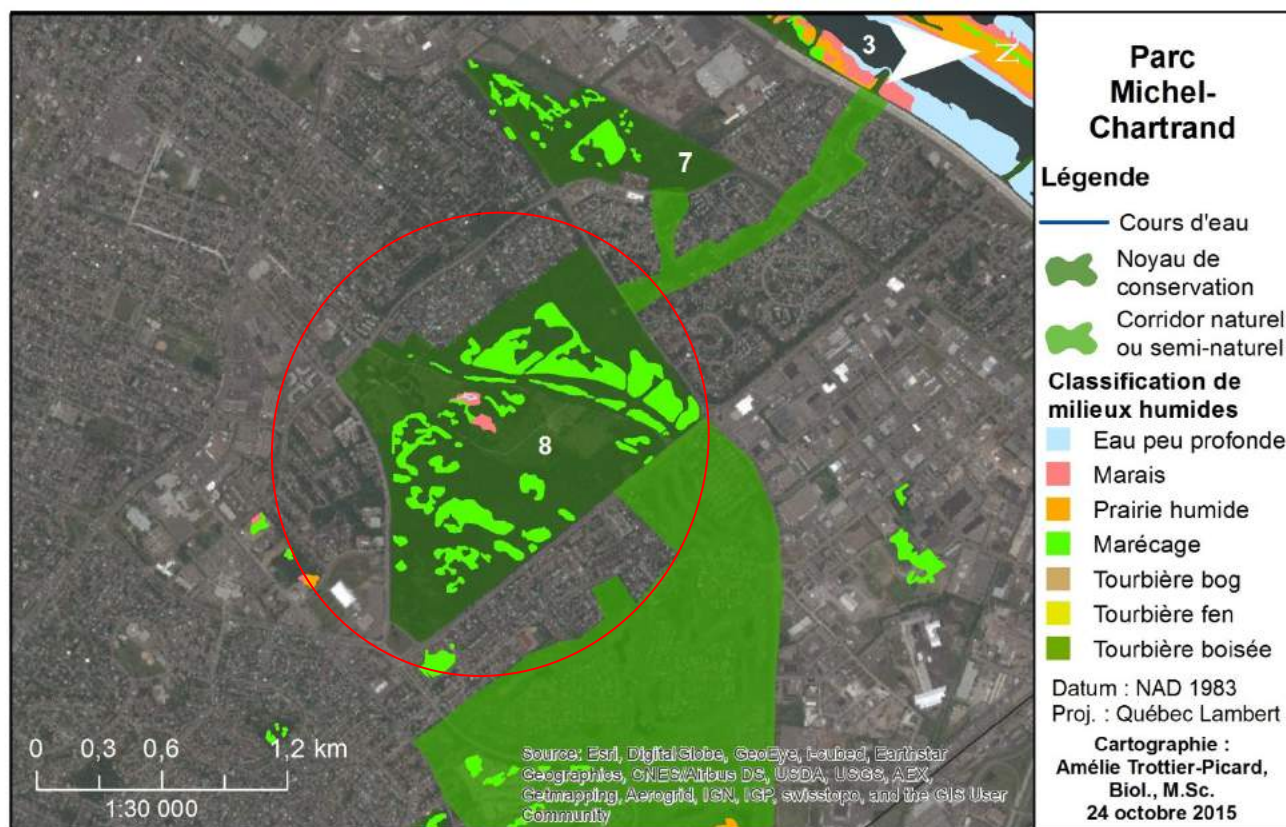 3
N
7
8
0 0,3 0,6 1,2 km
1:30 000
Source: Esri, DigitalGlobe, GeoEye, i-cubed, Earthstar
Geographics, CNES/Airbus DS, USDA, USGS, AEX,
Getmapping, Aerogrid, IGN, IGP, swisstopo, and the GIS User
Community
Parc
Michel-
Chartrand
Légende
Cours d'eau
Noyau de
conservation
Corridor naturel
ou semi-naturel
Classification de
milieux humides
Eau peu profonde
Marais
Prairie humide
Marécage
Tourbière bog
Tourbière fen
Tourbière boisée
Datum : NAD 1983
Proj. : Québec Lambert
Cartographie :
Amélie Trottier-Picard,
Biol., M.Sc.
24 octobre 2015